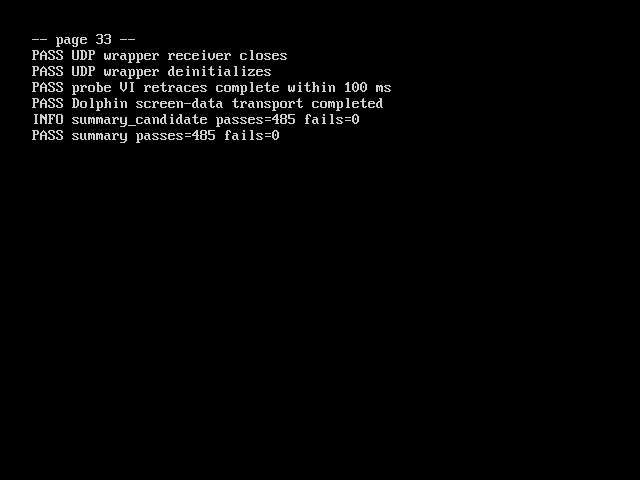 -- page 33 --
PASS UDP wrapper receiver closes
PASS UDP wrapper deinitializes
PASS probe VI retraces complete within 100 ms
PASS Dolphin screen-data transport completed
INFO summary_candidate passes=485 fails=0
PASS summary passes=485 fails=0